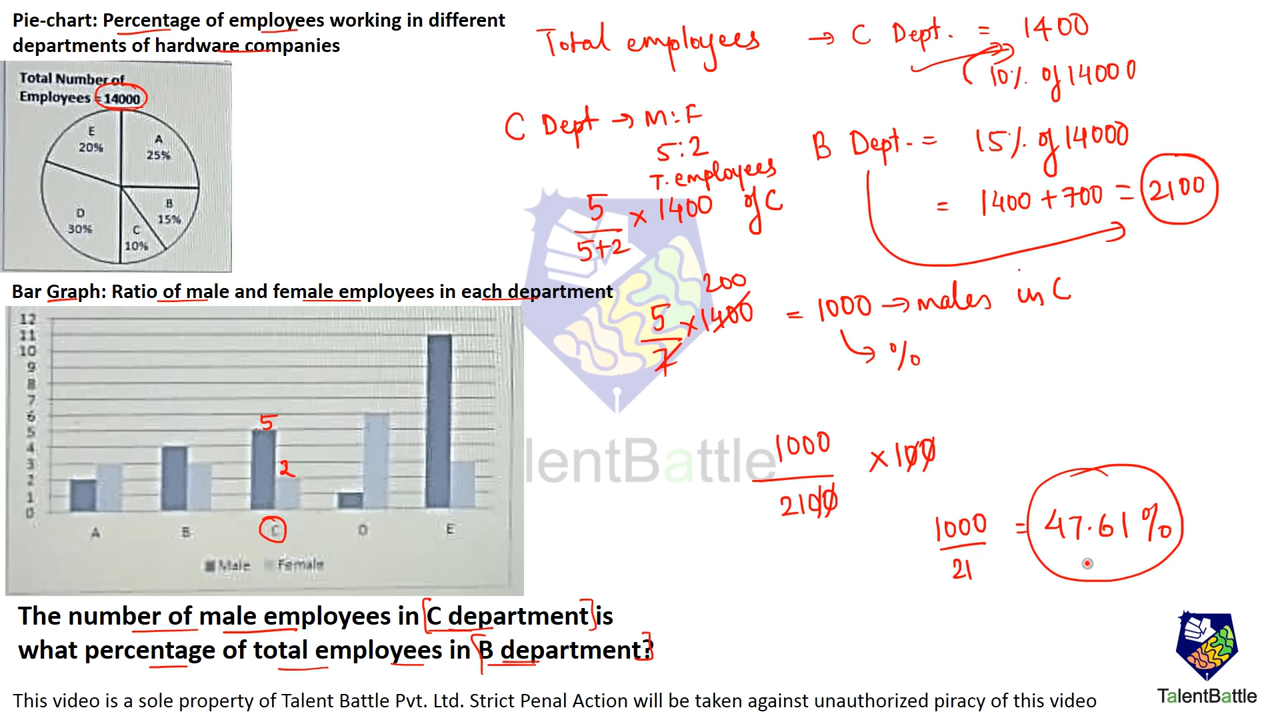 Pie-chart: Percentage of employees working in different
departments of hardware companies
Total Number of
Employees = 14000
E
20%
A
25%
B
15%
C
10%
D
30%
Bar Graph: Ratio of male and female employees in each department
12
11
10
9
8
7
6
5
4
3
2
1
0
5
2
A B C D E
Male Female
The number of male employees in [C department] is
what percentage of total employees in [B department?]
Total employees → C Dept. = 1400
10% of 14000
C Dept → M:F
5:2
T. employees
5/5+2 × 1400 of C
200
5/7 × 1400 = 1000 → males in C
→ %
B Dept. = 15% of 14000
= 1400 + 700 = 2100
1000/2100 × 100
1000/21 = 47.61%
lentBattle
TalentBattle
This video is a sole property of Talent Battle Pvt. Ltd. Strict Penal Action will be taken against unauthorized piracy of this video